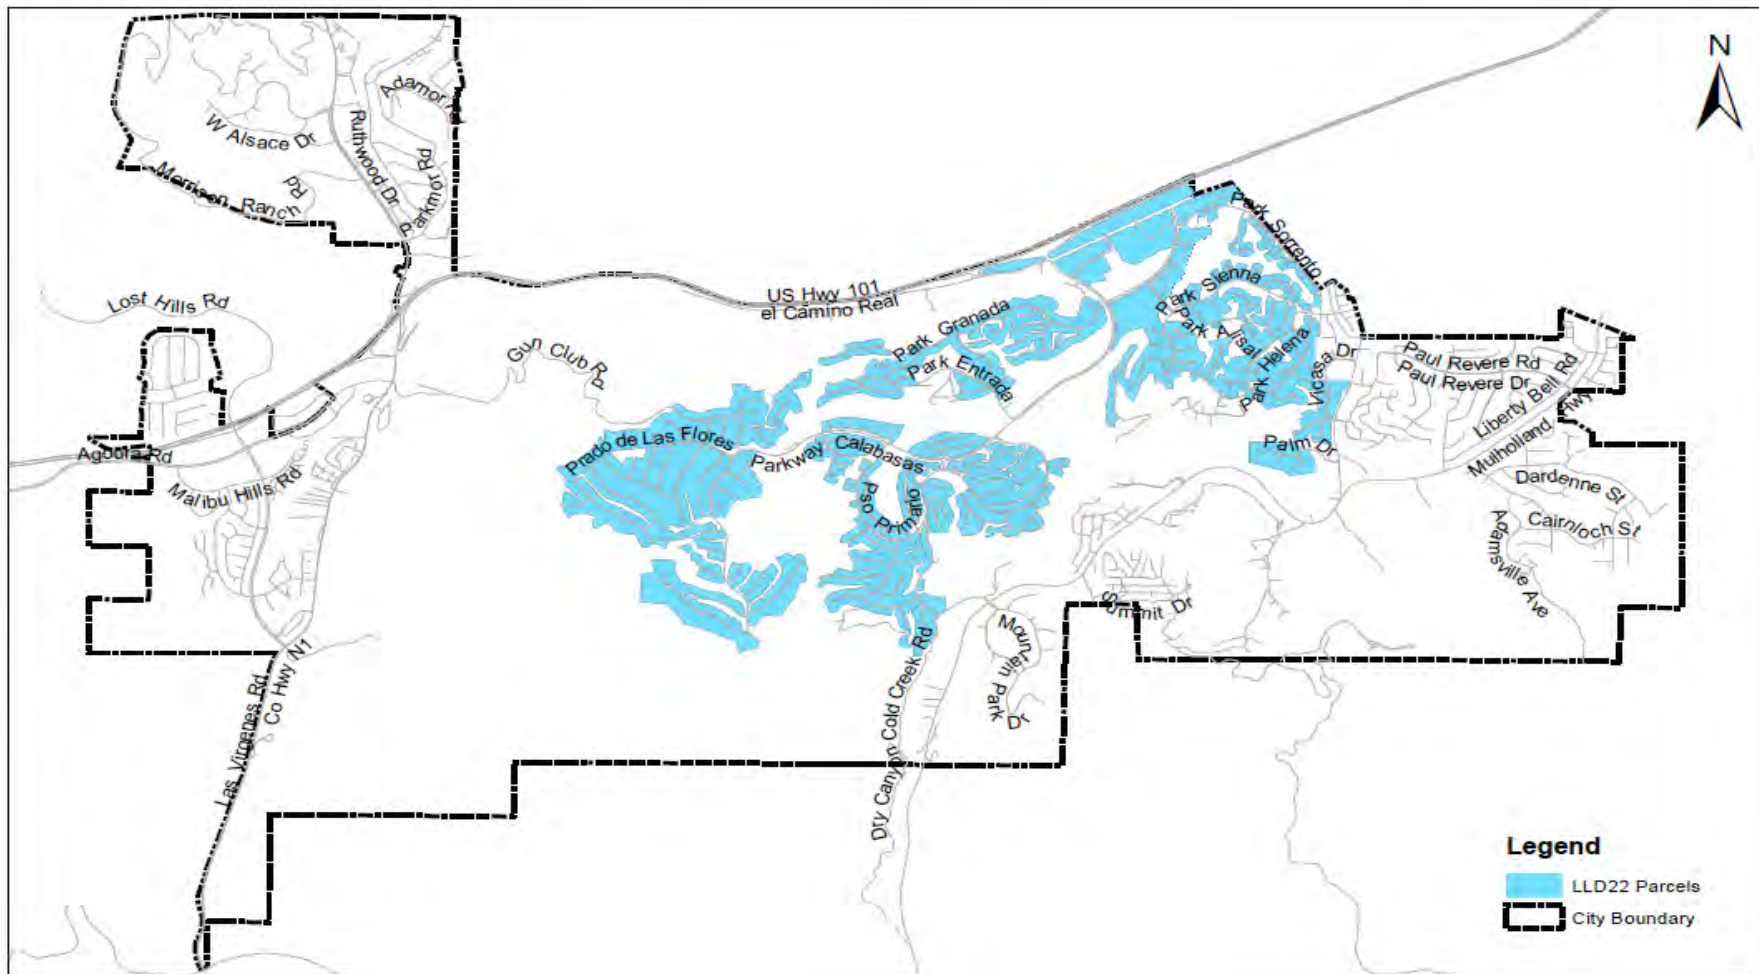 N
Adamor Rd
W Alsace Dr
Ruthwood Dr
Parkmor Rd
Morrison Ranch
Rd
Park Sorrento
Lost Hills Rd
US Hwy 101
el Camino Real
Park Sienna
Park Granada
Park Alisal
Park Helena
Gun Club Rd
Park Entrada
Vicasa Dr
Paul Revere Rd
Paul Revere Dr
Liberty Bell Rd
Mulholland Hwy
Prado de Las Flores
Parkway Calabasas
Palm Dr
Agoura Rd
Malibu Hills Rd
Pso Primario
Dardenne St
Cairnloch St
Adamsville Ave
Summit Dr
Mountain Park Dr
Las Virgenes Rd
Co Hwy N1
Dry Canyon Cold Creek Rd
Legend
LLD22 Parcels
City Boundary